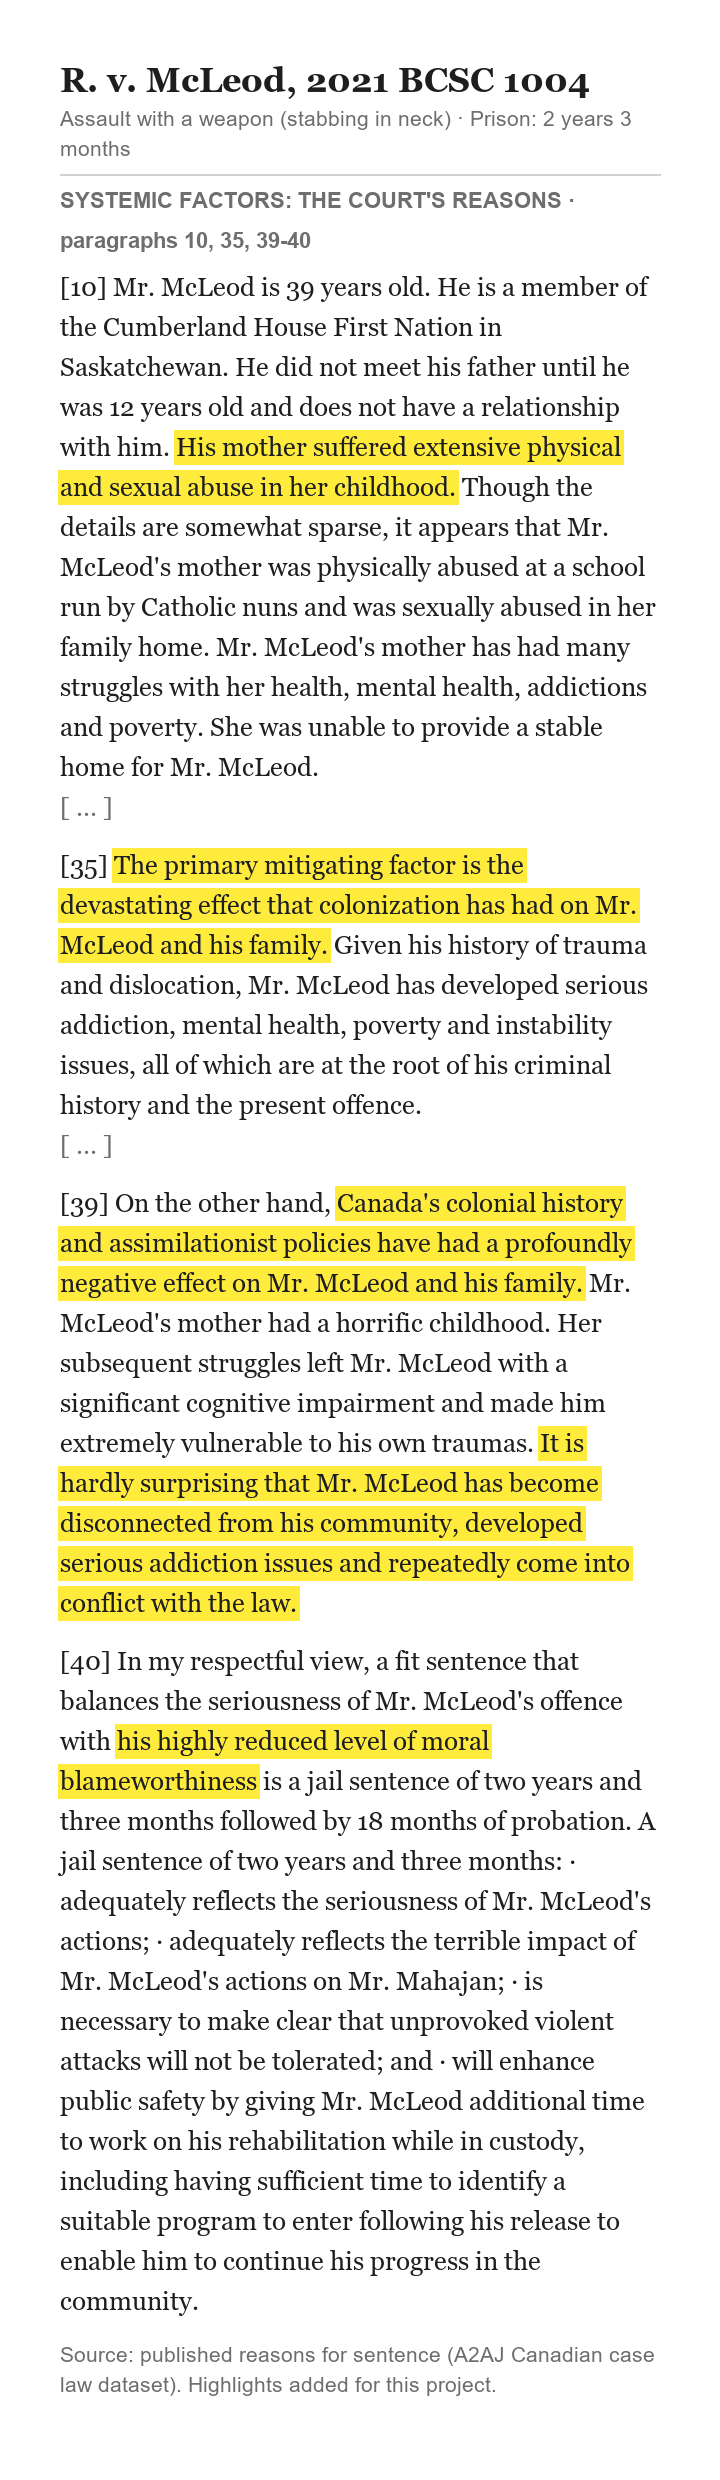 R. v. McLeod, 2021 BCSC 1004
Assault with a weapon (stabbing in neck) · Prison: 2 years 3
months
SYSTEMIC FACTORS: THE COURT'S REASONS ·
paragraphs 10, 35, 39-40
[10] Mr. McLeod is 39 years old. He is a member of
the Cumberland House First Nation in
Saskatchewan. He did not meet his father until he
was 12 years old and does not have a relationship
with him. His mother suffered extensive physical
and sexual abuse in her childhood. Though the
details are somewhat sparse, it appears that Mr.
McLeod's mother was physically abused at a school
run by Catholic nuns and was sexually abused in her
family home. Mr. McLeod's mother has had many
struggles with her health, mental health, addictions
and poverty. She was unable to provide a stable
home for Mr. McLeod.
[ ... ]
[35] The primary mitigating factor is the
devastating effect that colonization has had on Mr.
McLeod and his family. Given his history of trauma
and dislocation, Mr. McLeod has developed serious
addiction, mental health, poverty and instability
issues, all of which are at the root of his criminal
history and the present offence.
[ ... ]
[39] On the other hand, Canada's colonial history
and assimilationist policies have had a profoundly
negative effect on Mr. McLeod and his family. Mr.
McLeod's mother had a horrific childhood. Her
subsequent struggles left Mr. McLeod with a
significant cognitive impairment and made him
extremely vulnerable to his own traumas. It is
hardly surprising that Mr. McLeod has become
disconnected from his community, developed
serious addiction issues and repeatedly come into
conflict with the law.
[40] In my respectful view, a fit sentence that
balances the seriousness of Mr. McLeod's offence
with his highly reduced level of moral
blameworthiness is a jail sentence of two years and
three months followed by 18 months of probation. A
jail sentence of two years and three months: ·
adequately reflects the seriousness of Mr. McLeod's
actions; · adequately reflects the terrible impact of
Mr. McLeod's actions on Mr. Mahajan; · is
necessary to make clear that unprovoked violent
attacks will not be tolerated; and · will enhance
public safety by giving Mr. McLeod additional time
to work on his rehabilitation while in custody,
including having sufficient time to identify a
suitable program to enter following his release to
enable him to continue his progress in the
community.
Source: published reasons for sentence (A2AJ Canadian case
law dataset). Highlights added for this project.